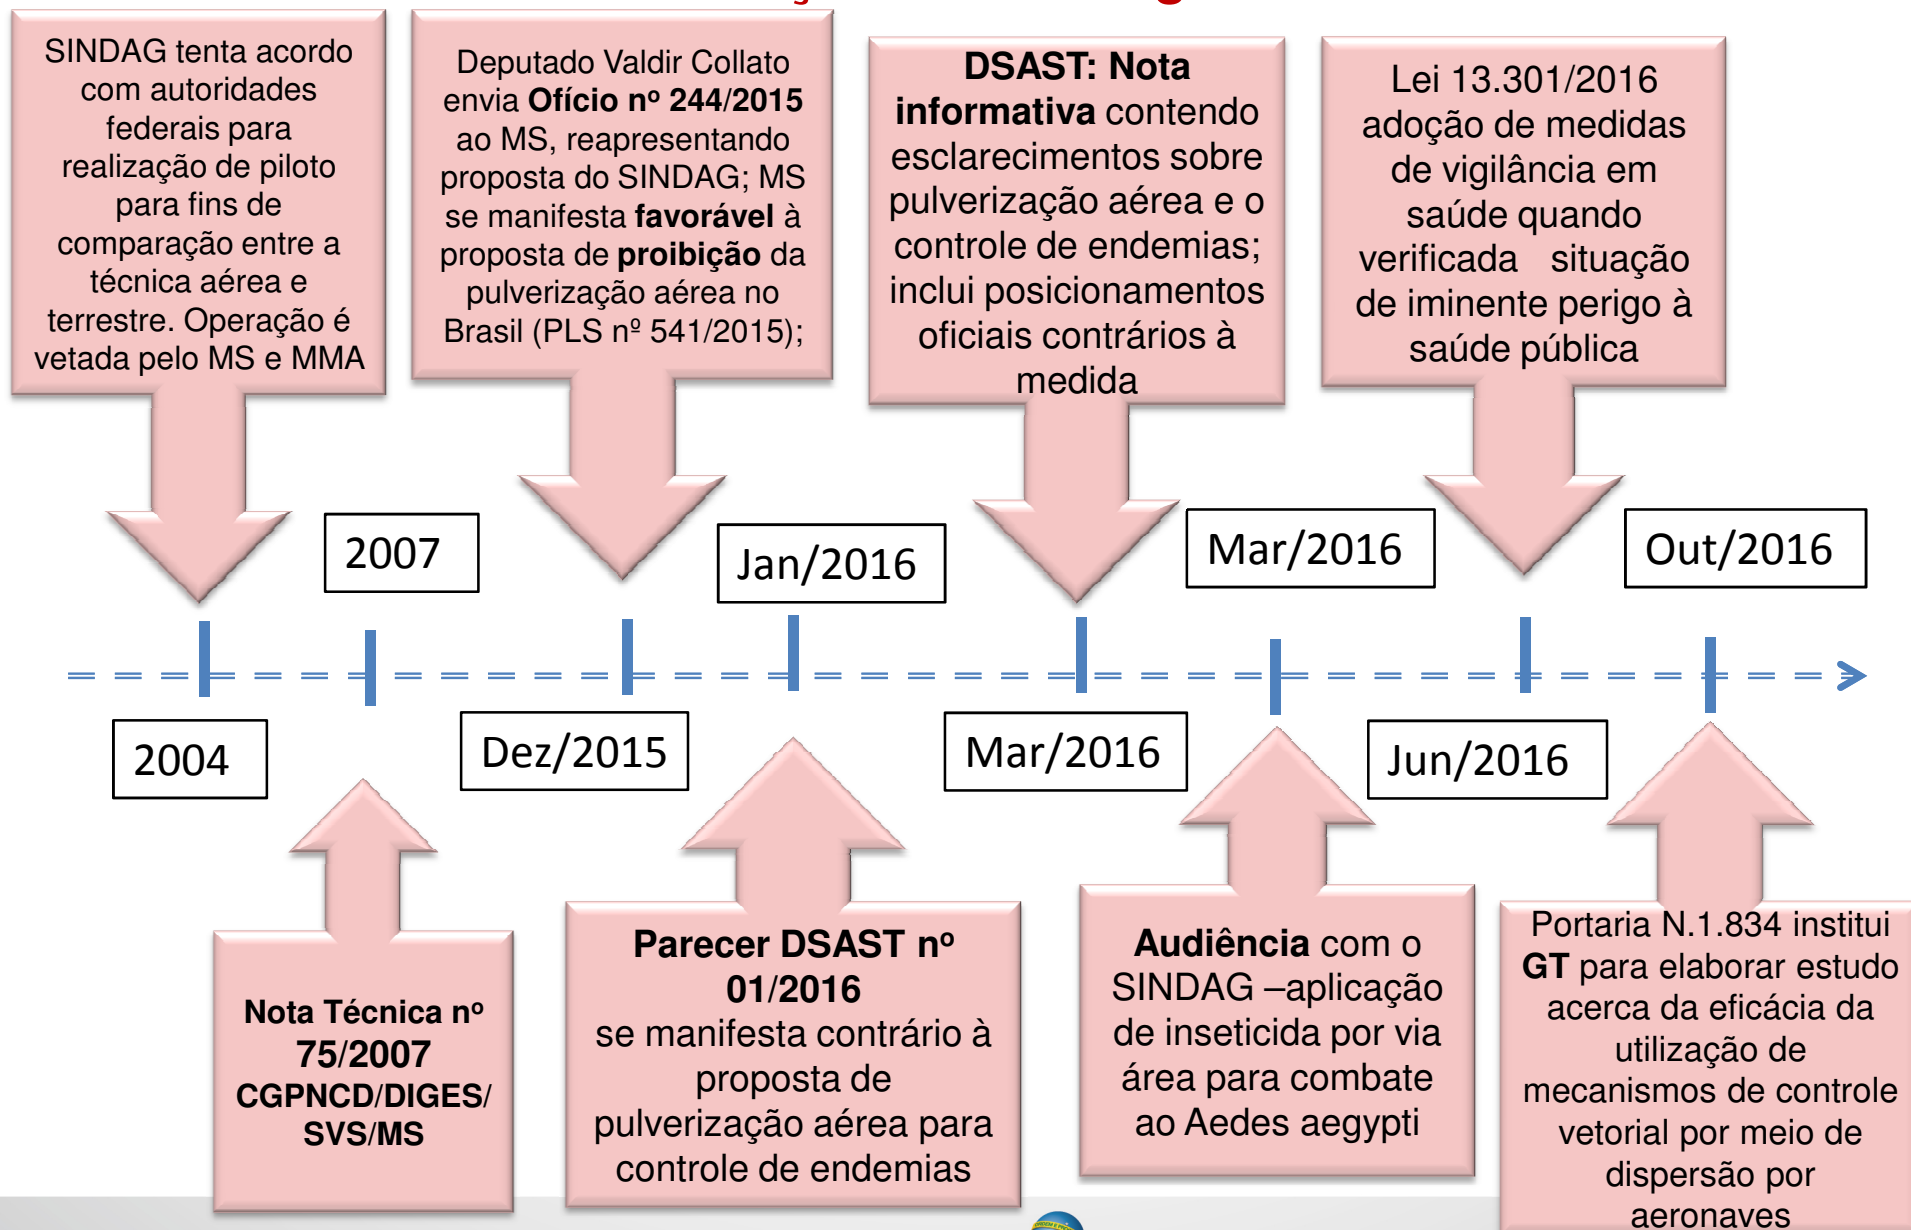 SINDAG tenta acordo
com autoridades
federais para
realização de piloto
para fins de
comparação entre a
técnica aérea e
terrestre. Operação é
vetada pelo MS e MMA
Deputado Valdir Collato
envia Ofício nº 244/2015
ao MS, reapresentando
proposta do SINDAG; MS
se manifesta favorável à
proposta de proibição da
pulverização aérea no
Brasil (PLS nº 541/2015);
DSAST: Nota
informativa contendo
esclarecimentos sobre
pulverização aérea e o
controle de endemias;
inclui posicionamentos
oficiais contrários à
medida
Lei 13.301/2016
adoção de medidas
de vigilância em
saúde quando
verificada situação
de iminente perigo à
saúde pública
2007
Jan/2016
Mar/2016
Out/2016
2004
Dez/2015
Mar/2016
Jun/2016
Nota Técnica nº
75/2007
CGPNCD/DIGES/
SVS/MS
Parecer DSAST nº
01/2016
se manifesta contrário à
proposta de
pulverização aérea para
controle de endemias
Audiência com o
SINDAG –aplicação
de inseticida por via
área para combate
ao Aedes aegypti
Portaria N.1.834 institui
GT para elaborar estudo
acerca da eficácia da
utilização de
mecanismos de controle
vetorial por meio de
dispersão por
aeronaves